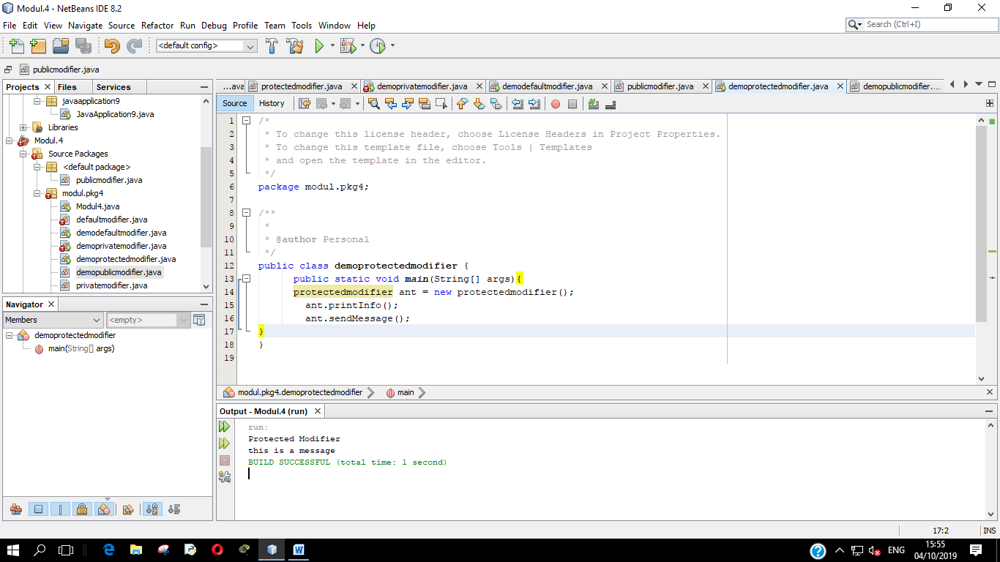 Modul.4 - NetBeans IDE 8.2
File Edit View Navigate Source Refactor Run Debug Profile Team Tools Window Help
Search (Ctrl+I)
<default config>
publicmodifier.java
Projects Files Services
javaapplication9
JavaApplication9.java
Libraries
Modul.4
Source Packages
<default package>
publicmodifier.java
modul.pkg4
Modul4.java
defaultmodifier.java
demodefaultmodifier.java
demoprivatemodifier.java
demoprotectedmodifier.java
demopublicmodifier.java
privatemodifier.java
Navigator
Members <empty>
demoprotectedmodifier
main(String[] args)
...ava protectedmodifier.java demoprivatemodifier.java demodefaultmodifier.java publicmodifier.java demoprotectedmodifier.java demopublicmodifier....
Source History
1 /*
2 * To change this license header, choose License Headers in Project Properties.
3 * To change this template file, choose Tools | Templates
4 * and open the template in the editor.
5 */
6 package modul.pkg4;
7
8 /**
9 *
10 * @author Personal
11 */
12 public class demoprotectedmodifier {
13 public static void main(String[] args){
14 protectedmodifier ant = new protectedmodifier();
15 ant.printInfo();
16 ant.sendMessage();
17 }
18 }
19
modul.pkg4.demoprotectedmodifier main
Output - Modul.4 (run)
run:
Protected Modifier
this is a message
BUILD SUCCESSFUL (total time: 1 second)
17:2 INS
ENG
15:55
04/10/2019